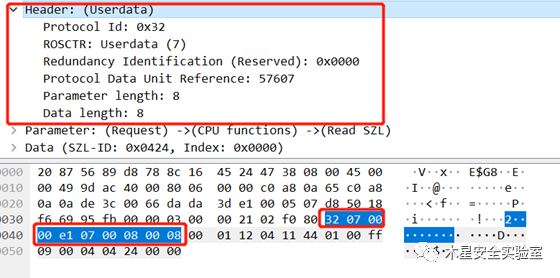 Header: (Userdata)
Protocol Id: 0x32
ROSCTR: Userdata (7)
Redundancy Identification (Reserved): 0x0000
Protocol Data Unit Reference: 57607
Parameter length: 8
Data length: 8
Parameter: (Request) ->(CPU functions) ->(Read SZL)
Data (SZL-ID: 0x0424, Index: 0x0000)
0000 20 87 56 89 d8 78 8c 16 45 24 47 38 08 00 45 00 · V · x · · E$G8 · · E ·
0010 00 49 9d ac 40 00 80 06 00 00 c0 a8 0a 65 c0 a8 · I · · @ · · · · · · · · e · ·
0020 0a 0a de 3c 00 66 da da 3d e1 00 05 07 d8 50 18
0030 f6 69 95 fb 00 00 03 00 00 21 02 f0 80 32 07 00
0040 00 e1 07 00 08 00 08 00 01 12 04 11 44 01 00 ff
0050 09 00 04 04 24 00 00
木星安全实验室